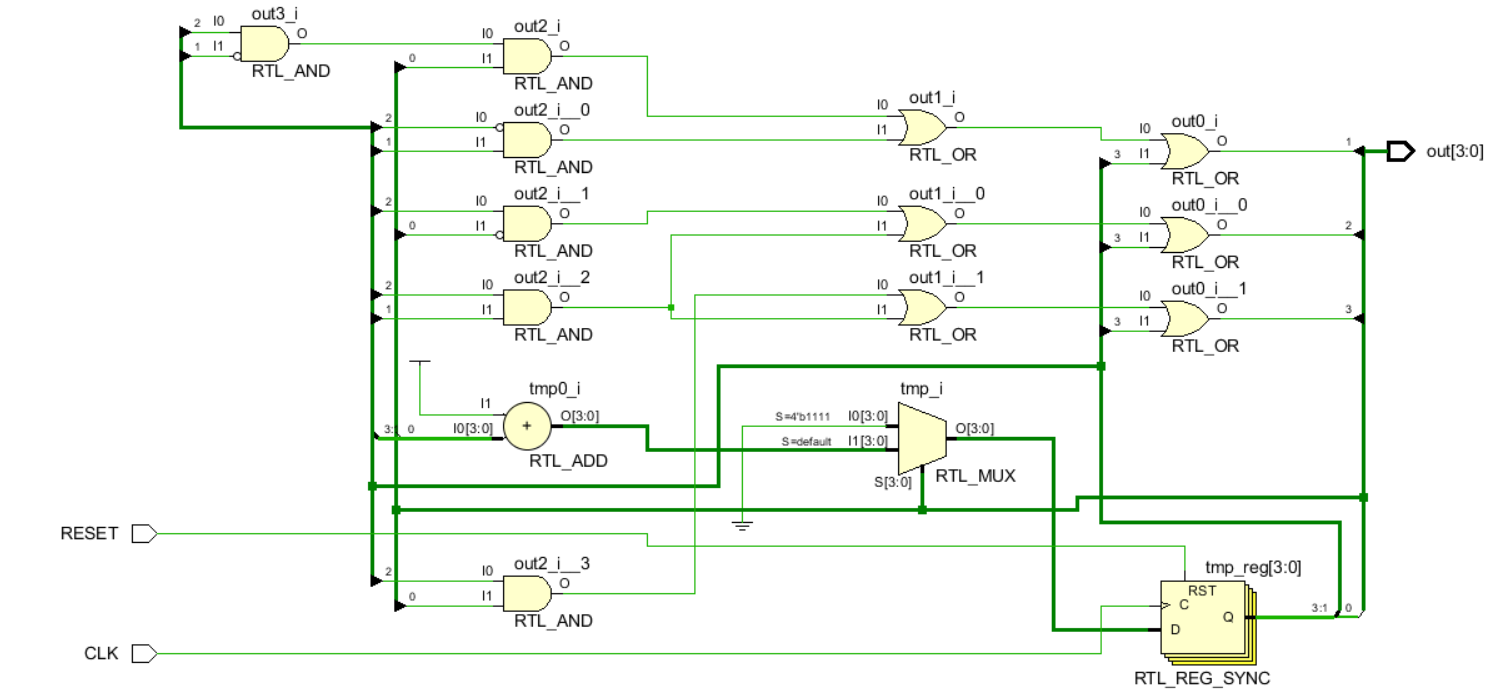 out3_i
2 I0
O
1 I1
RTL_AND
out2_i
I0
O
0 I1
RTL_AND
out2_i__0
2 I0
O
1 I1
RTL_AND
out1_i
I0
O
I1
RTL_OR
out0_i
I0
O
3 I1
RTL_OR
1
out[3:0]
out2_i__1
2 I0
O
0 I1
RTL_AND
out1_i__0
I0
O
I1
RTL_OR
out0_i__0
I0
O
3 I1
RTL_OR
2
out2_i__2
2 I0
O
1 I1
RTL_AND
out1_i__1
I0
O
I1
RTL_OR
out0_i__1
I0
O
3 I1
RTL_OR
3
tmp0_i
I1
3:1 0 I0[3:0]
+
O[3:0]
RTL_ADD
tmp_i
S=4'b1111 I0[3:0]
S=default I1[3:0]
O[3:0]
S[3:0]
RTL_MUX
RESET
out2_i__3
2 I0
O
0 I1
RTL_AND
tmp_reg[3:0]
RST
C
Q
D
3:1 0
RTL_REG_SYNC
CLK